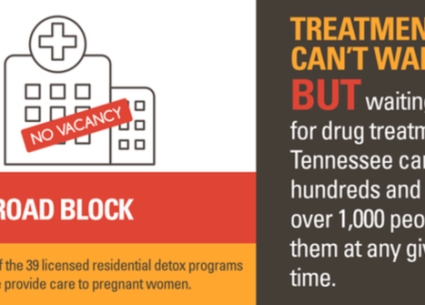 NO VACANCY
ROAD BLOCK
of the 39 licensed residential detox programs
e provide care to pregnant women.
TREATMEN
CAN'T WAI
BUT waiting
for drug treatm
Tennessee ca
hundreds and
over 1,000 peo
them at any giv
time.